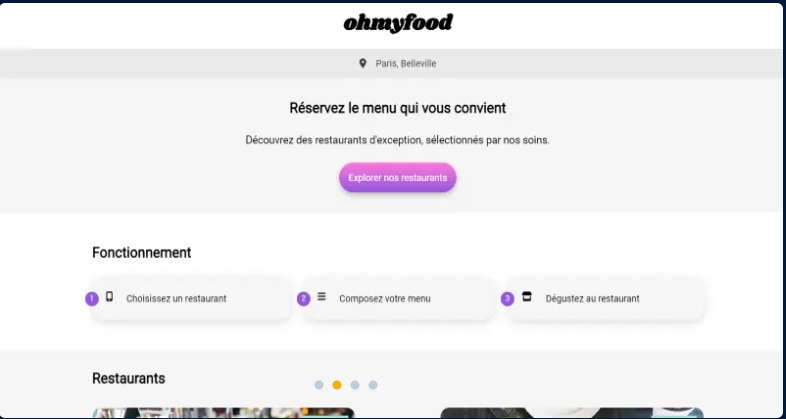 ohmyfood
Paris, Belleville
Réservez le menu qui vous convient
Découvrez des restaurants d'exception, sélectionnés par nos soins.
Explorer nos restaurants
Fonctionnement
1 Choisissez un restaurant
2 Composez votre menu
3 Dégustez au restaurant
Restaurants